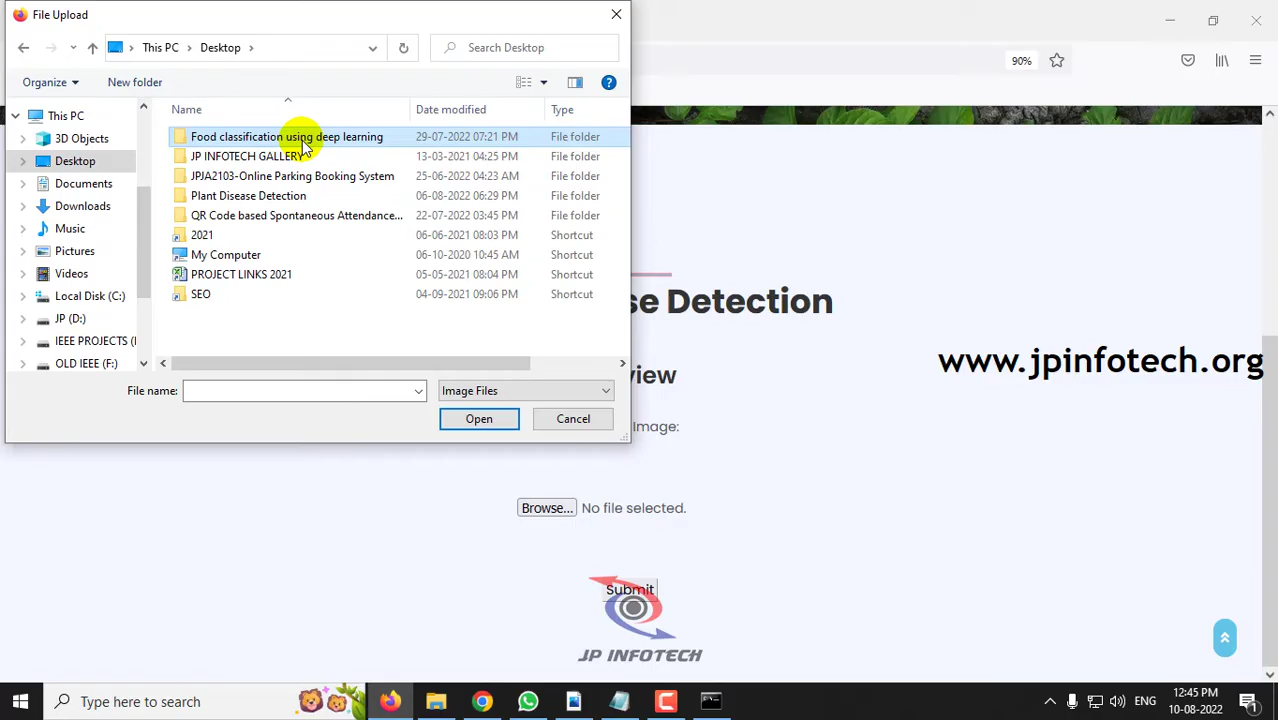 File Upload
This PC
Desktop
Search Desktop
90%
Organize
New folder
Name
Date modified
Type
This PC
3D Objects
Desktop
Documents
Downloads
Music
Pictures
Videos
Local Disk (C:)
JP (D:)
IEEE PROJECTS (
OLD IEEE (F:)
Food classification using deep learning 29-07-2022 07:21 PM File folder
JP INFOTECH GALLERY 13-03-2021 04:25 PM File folder
JPJA2103-Online Parking Booking System 25-06-2022 04:23 AM File folder
Plant Disease Detection 06-08-2022 06:29 PM File folder
QR Code based Spontaneous Attendance... 22-07-2022 03:45 PM File folder
2021 06-06-2021 08:03 PM Shortcut
My Computer 06-10-2020 10:45 AM Shortcut
PROJECT LINKS 2021 05-05-2021 08:04 PM Shortcut
SEO 04-09-2021 09:06 PM Shortcut
File name:
Image Files
Open
Cancel
se Detection
view
Image:
www.jpinfotech.org
Browse... No file selected.
Submit
JP INFOTECH
Type here to search
ENG
12:45 PM
10-08-2022
1